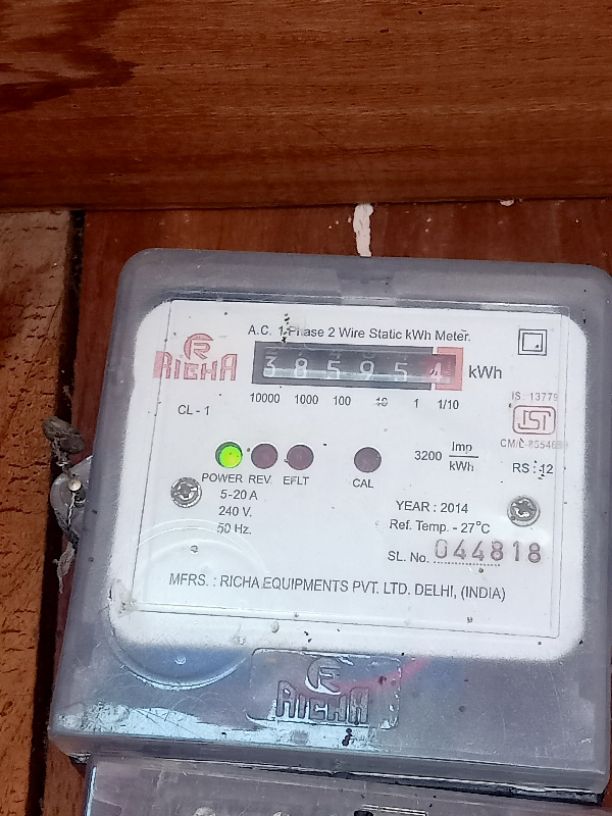 A.C. 1-Phase 2 Wire Static kWh Meter.
RICHA
385954 kWh
10000 1000 100 10 1 1/10
IS : 13779
ISI
CM/L-
CL - 1
3200 Imp/kWh
RS : 12
POWER REV EFLT CAL
5-20 A
240 V.
50 Hz.
YEAR : 2014
Ref. Temp. - 27°C
SL. No. 044818
MFRS. : RICHA EQUIPMENTS PVT. LTD. DELHI, (INDIA)
RICHA